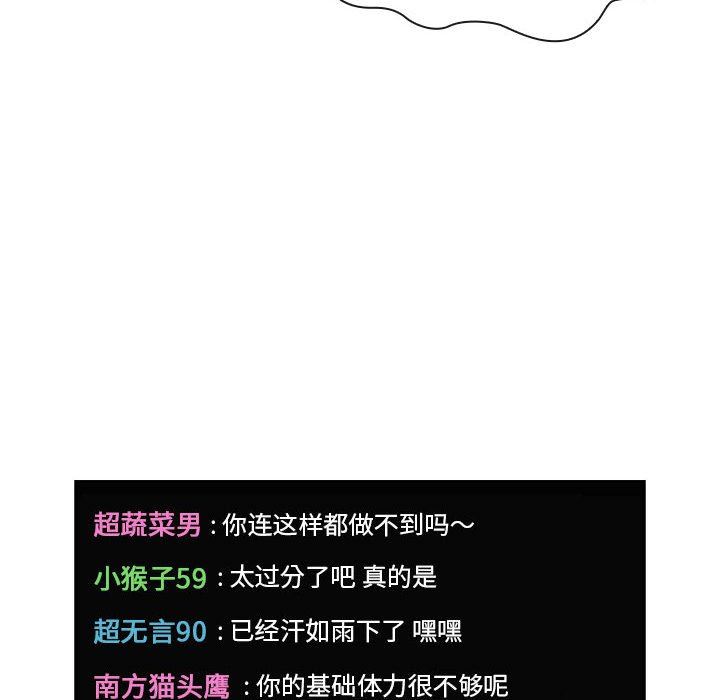 超蔬菜男 : 你连这样都做不到吗～
小猴子59 : 太过分了吧 真的是
超无言90 : 已经汗如雨下了 嘿嘿
南方猫头鹰 : 你的基础体力很不够呢